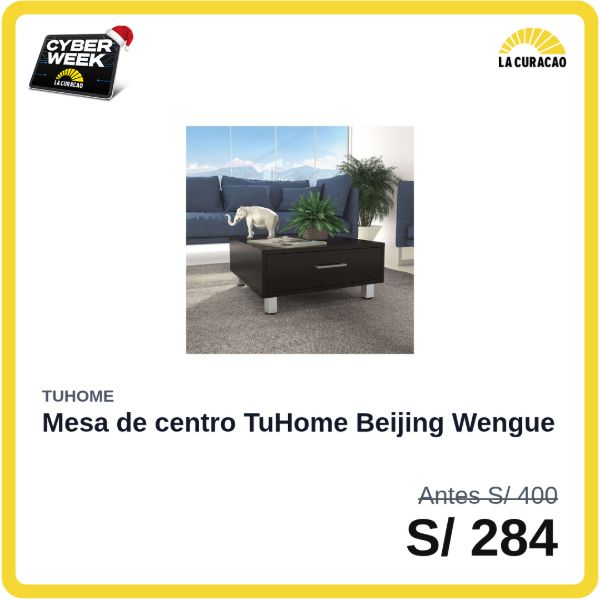 CYBER
WEEK
LA CURACAO
LA CURACAO
TUHOME
Mesa de centro TuHome Beijing Wengue
Antes S/ 400
S/ 284